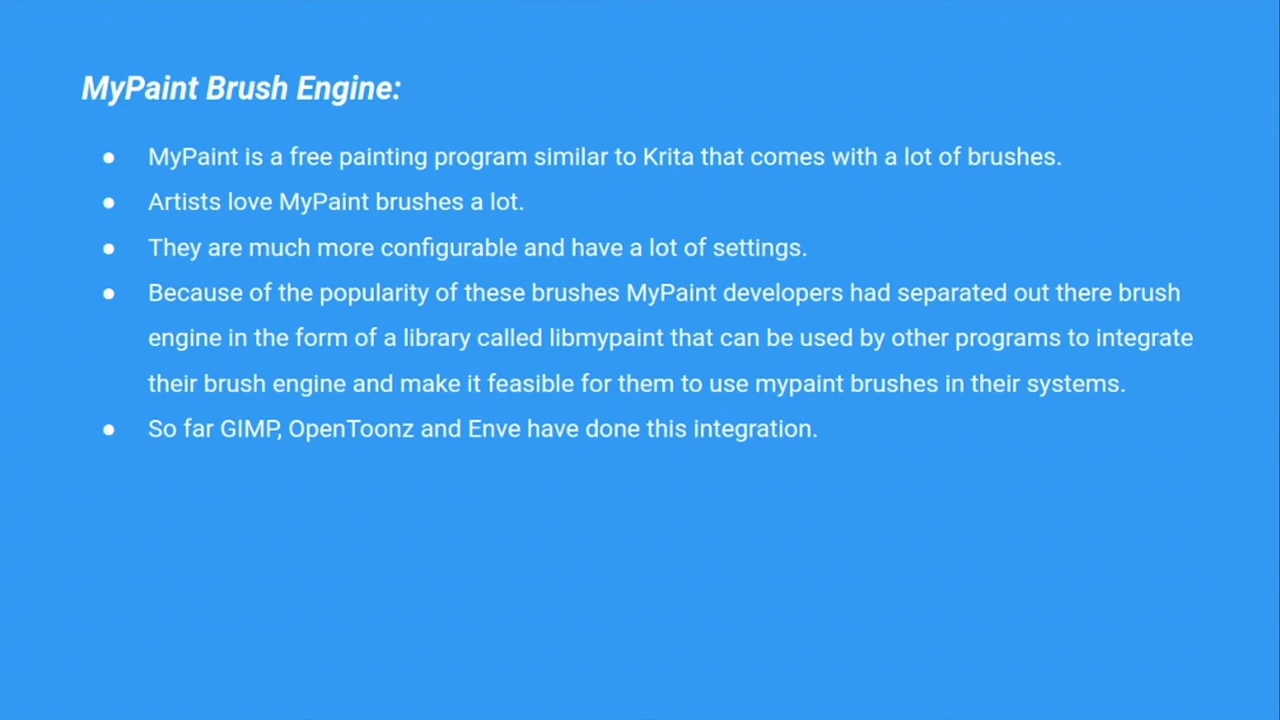 MyPaint Brush Engine:
● MyPaint is a free painting program similar to Krita that comes with a lot of brushes.
● Artists love MyPaint brushes a lot.
● They are much more configurable and have a lot of settings.
● Because of the popularity of these brushes MyPaint developers had separated out there brush
engine in the form of a library called libmypaint that can be used by other programs to integrate
their brush engine and make it feasible for them to use mypaint brushes in their systems.
● So far GIMP, OpenToonz and Enve have done this integration.